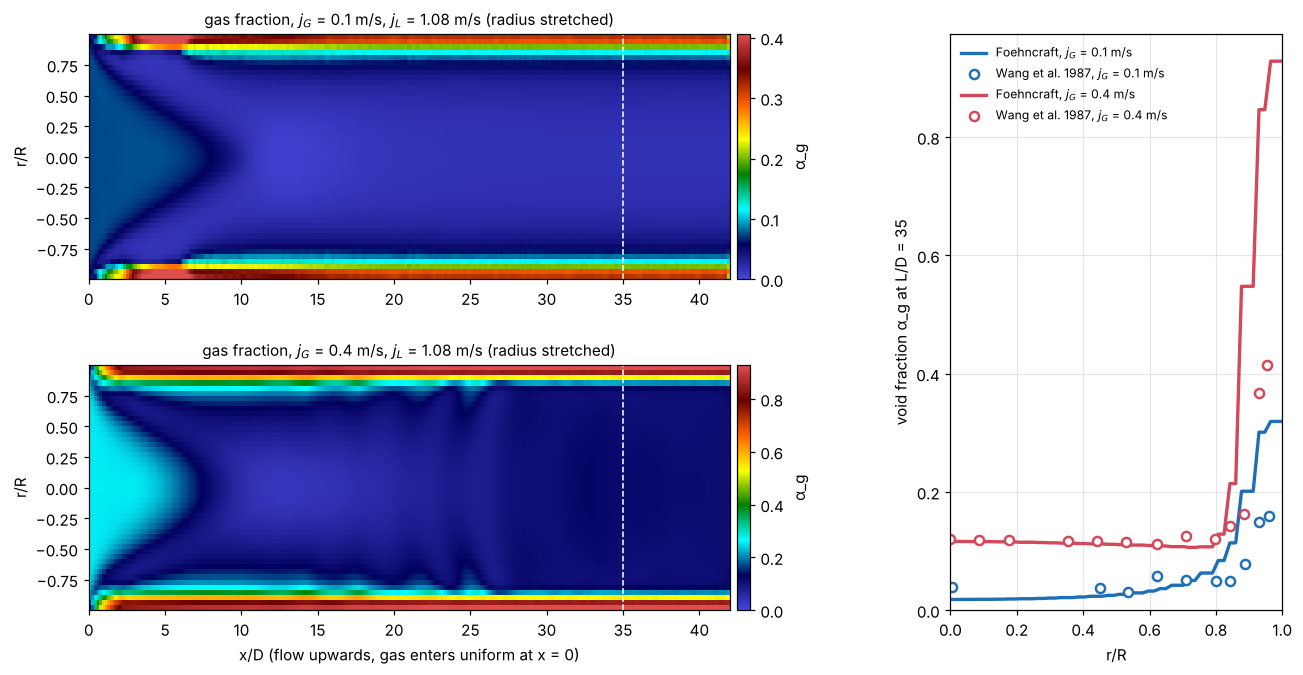 gas fraction, j_G = 0.1 m/s, j_L = 1.08 m/s (radius stretched)
r/R
0.75
0.50
0.25
0.00
−0.25
−0.50
−0.75
0 5 10 15 20 25 30 35 40
0.4
0.3
0.2
0.1
0.0
α_g
gas fraction, j_G = 0.4 m/s, j_L = 1.08 m/s (radius stretched)
r/R
0.75
0.50
0.25
0.00
−0.25
−0.50
−0.75
0 5 10 15 20 25 30 35 40
x/D (flow upwards, gas enters uniform at x = 0)
0.8
0.6
0.4
0.2
0.0
α_g
Foehncraft, j_G = 0.1 m/s
Wang et al. 1987, j_G = 0.1 m/s
Foehncraft, j_G = 0.4 m/s
Wang et al. 1987, j_G = 0.4 m/s
void fraction α_g at L/D = 35
0.8
0.6
0.4
0.2
0.0
0.0 0.2 0.4 0.6 0.8 1.0
r/R